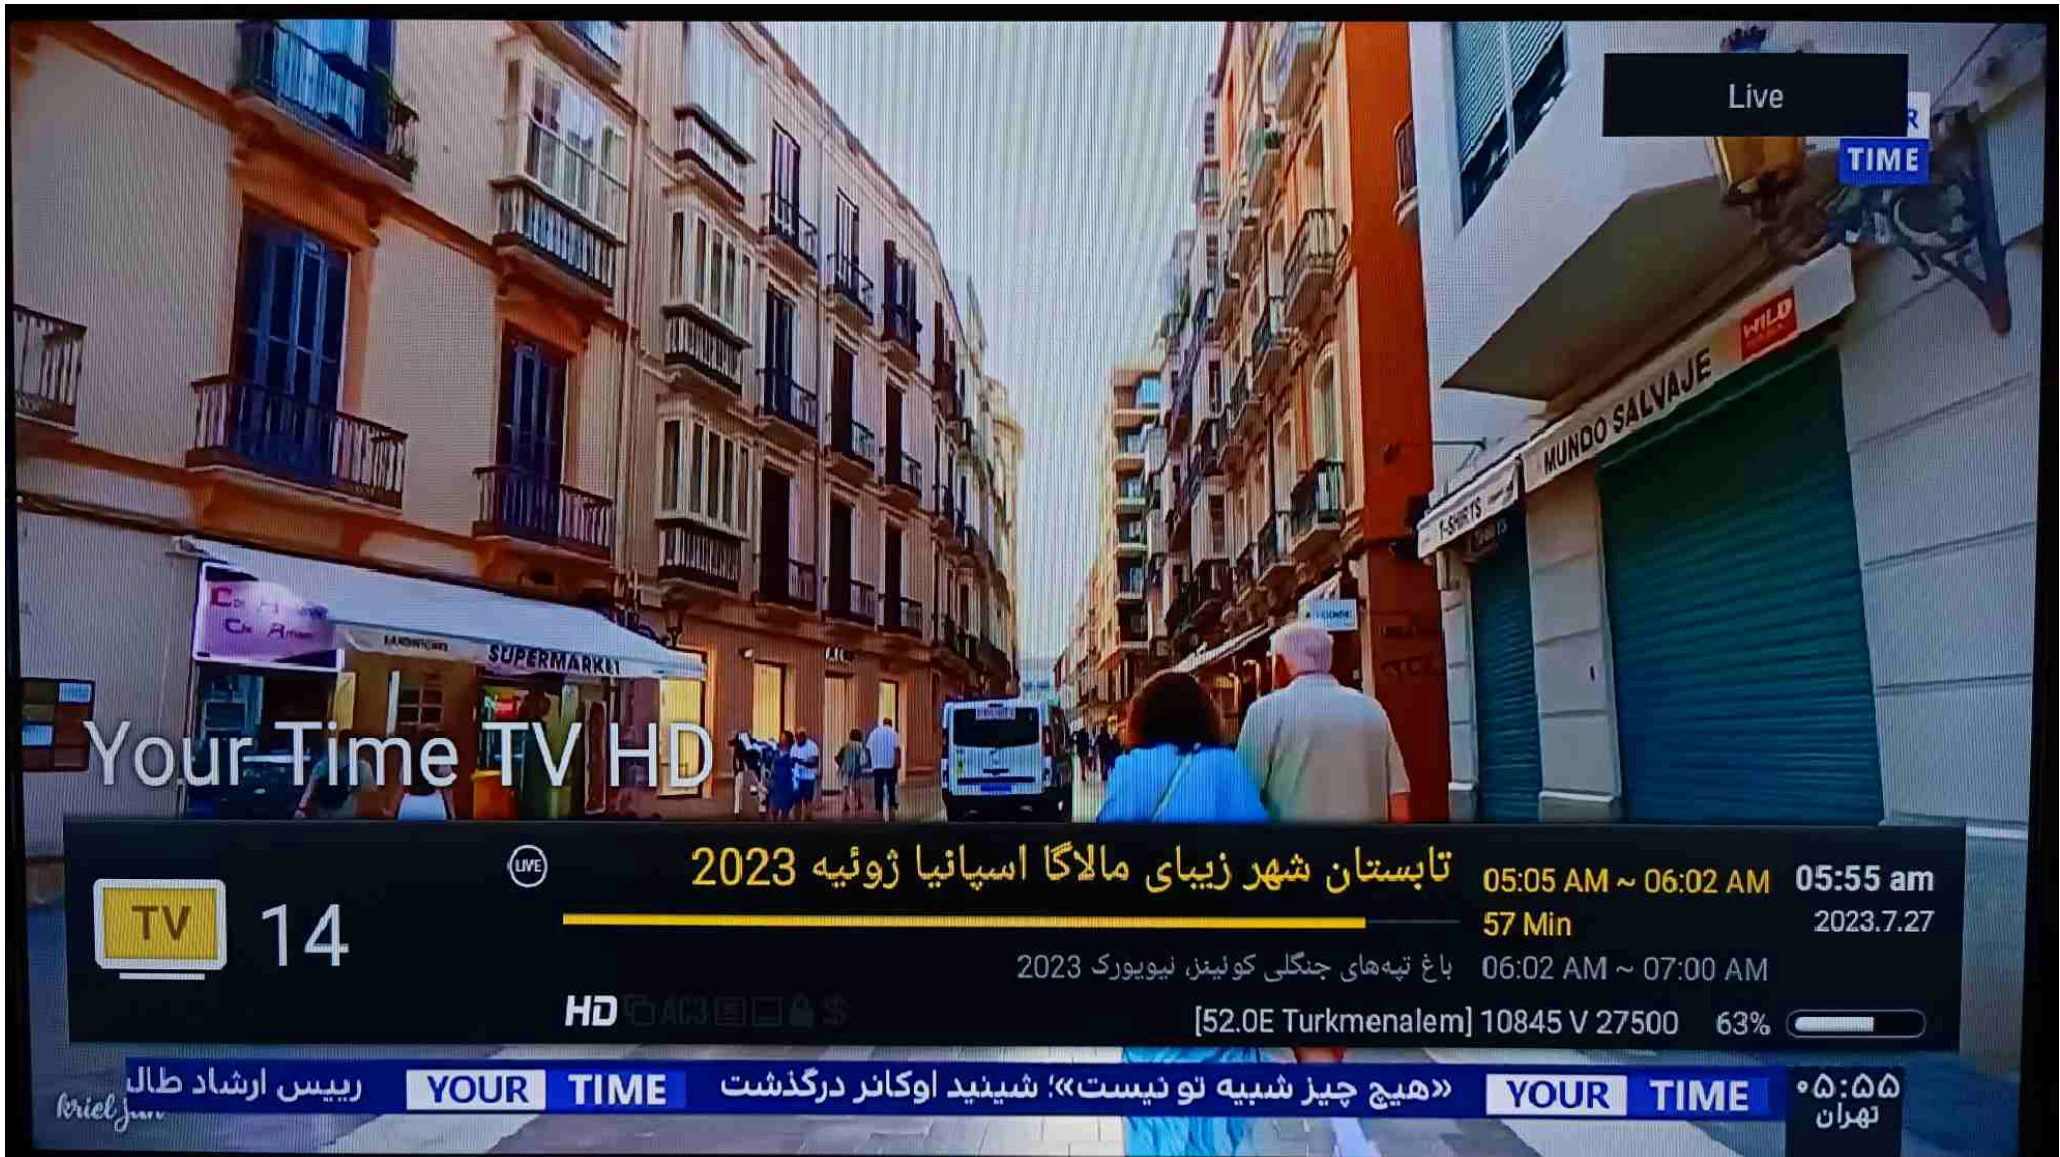 Live
R
TIME
WILD
MUNDO SALVAJE
T-SHIRTS
SUPERMARKET
Your Time TV HD
TV
14
LIVE
تابستان شهر زیبای مالاگا اسپانیا ژوئیه 2023
05:05 AM ~ 06:02 AM
05:55 am
57 Min
2023.7.27
باغ تپه‌های جنگلی کوئینز، نیویورک 2023
06:02 AM ~ 07:00 AM
HD AC3 $
[52.0E Turkmenalem] 10845 V 27500 63%
YOUR TIME
«هیچ چیز شبیه تو نیست»؛ شینید اوکانر درگذشت
YOUR TIME
رییس ارشاد طال
۰۵:۵۵
تهران